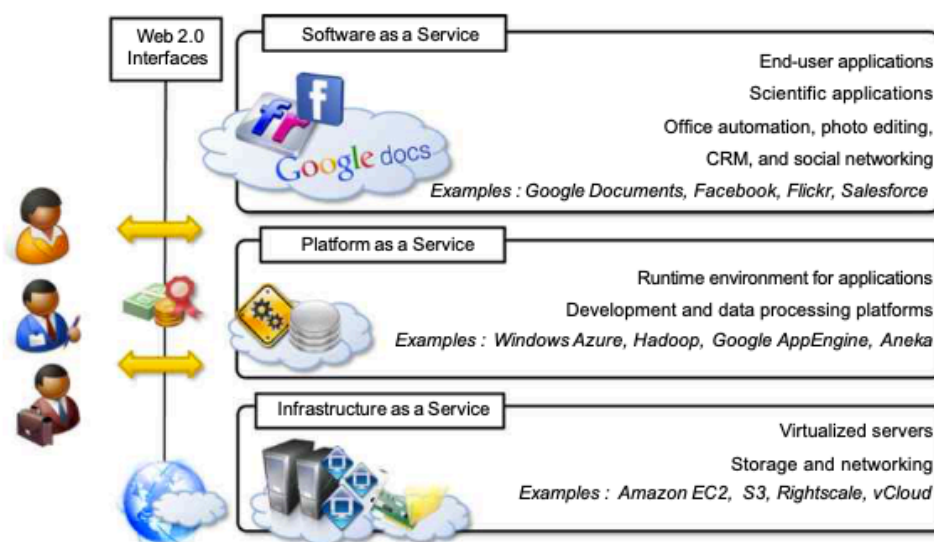 Web 2.0
Interfaces
Software as a Service
End-user applications
Scientific applications
Office automation, photo editing,
CRM, and social networking
Examples : Google Documents, Facebook, Flickr, Salesforce
fr
f
Google docs
Platform as a Service
Runtime environment for applications
Development and data processing platforms
Examples : Windows Azure, Hadoop, Google AppEngine, Aneka
Infrastructure as a Service
Virtualized servers
Storage and networking
Examples : Amazon EC2, S3, Rightscale, vCloud